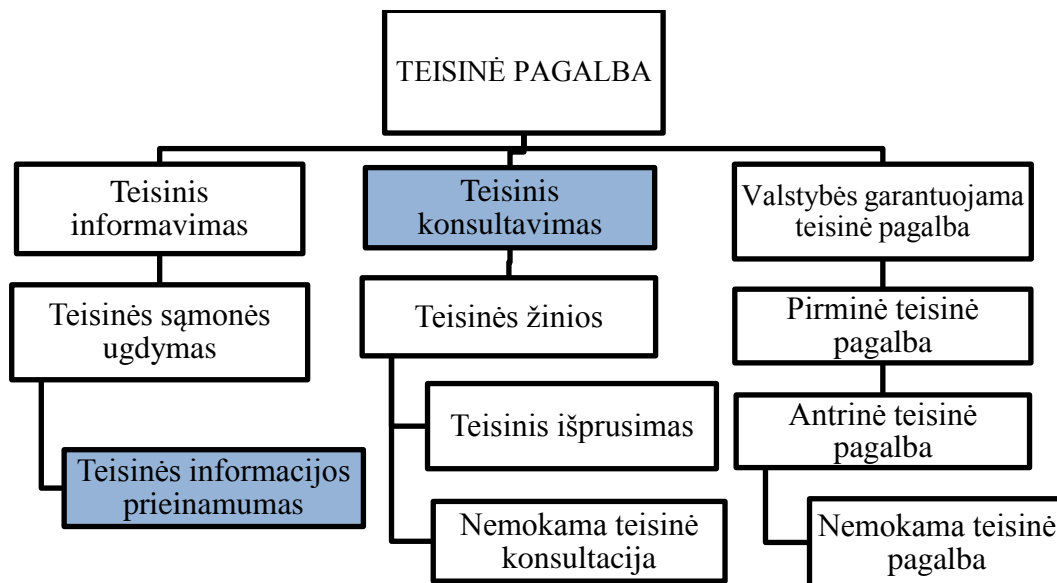 TEISINĖ PAGALBA
Teisinis
informavimas
Teisinis
konsultavimas
Valstybės garantuojama
teisinė pagalba
Teisinės sąmonės
ugdymas
Teisinės žinios
Pirminė teisinė
pagalba
Teisinis išprusimas
Antrinė teisinė
pagalba
Teisinės informacijos
prieinamumas
Nemokama teisinė
konsultacija
Nemokama teisinė
pagalba